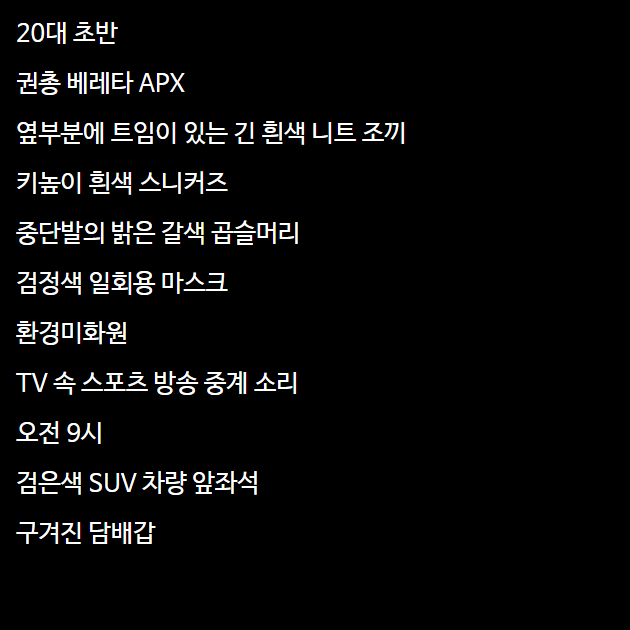 20대 초반
권총 베레타 APX
옆부분에 트임이 있는 긴 흰색 니트 조끼
키높이 흰색 스니커즈
중단발의 밝은 갈색 곱슬머리
검정색 일회용 마스크
환경미화원
TV 속 스포츠 방송 중계 소리
오전 9시
검은색 SUV 차량 앞좌석
구겨진 담배갑